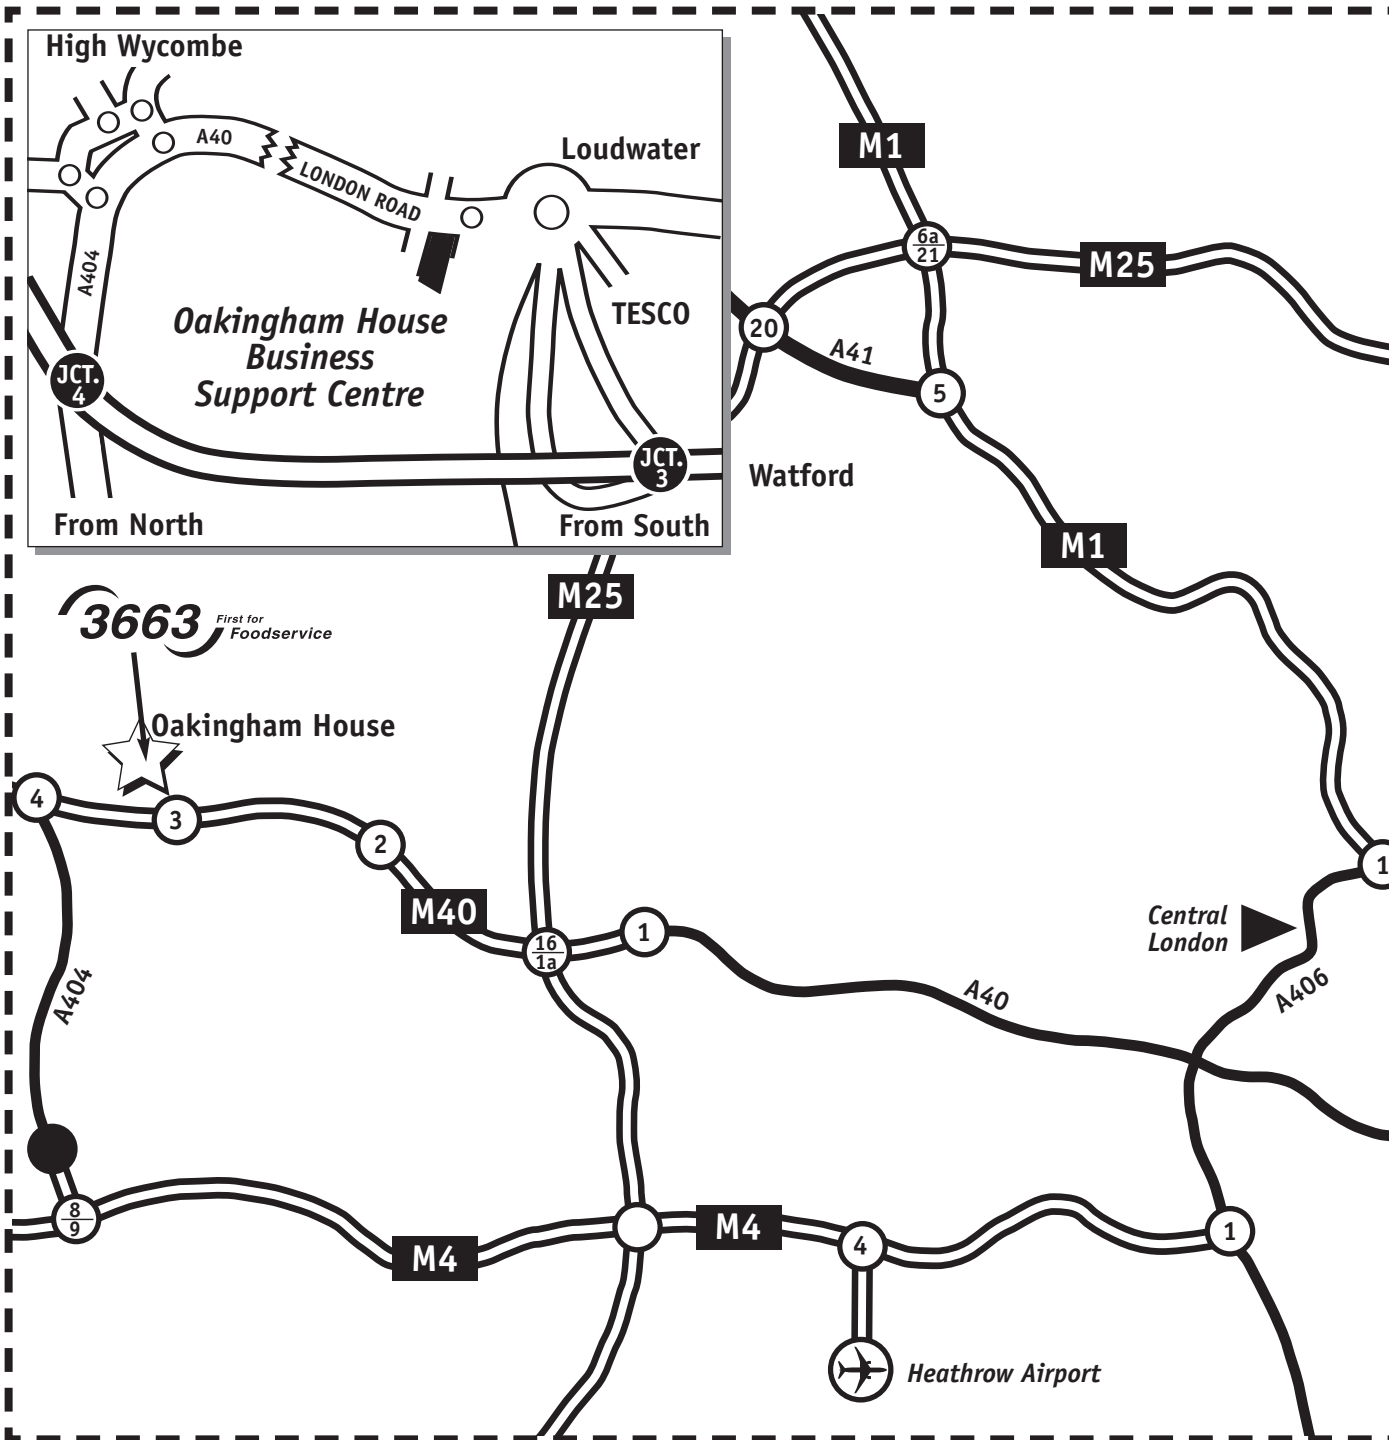 High Wycombe
A40
LONDON ROAD
Loudwater
A404
Oakingham House
Business
Support Centre
TESCO
JCT.
4
JCT.
3
From North
From South
M1
6a
21
M25
20
A41
5
Watford
M1
M25
3663
First for
Foodservice
Oakingham House
4
3
2
M40
16
1a
1
1
Central
London
A406
A40
A404
8
9
M4
M4
4
1
Heathrow Airport